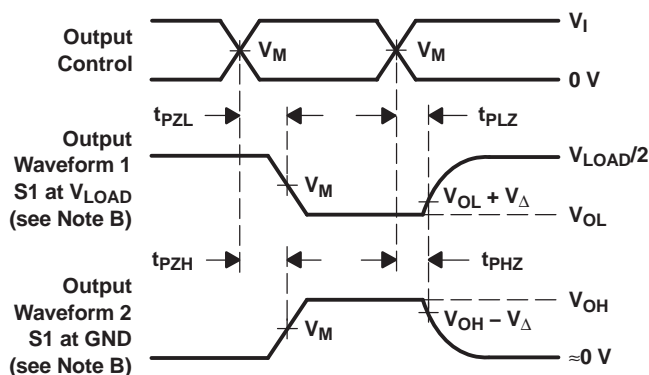 Output
Control
V_M
V_M
V_I
0 V
t_PZL
t_PLZ
Output
Waveform 1
S1 at V_LOAD
(see Note B)
V_M
V_LOAD/2
V_OL + V_Δ
V_OL
t_PZH
t_PHZ
Output
Waveform 2
S1 at GND
(see Note B)
V_M
V_OH
V_OH – V_Δ
≈0 V